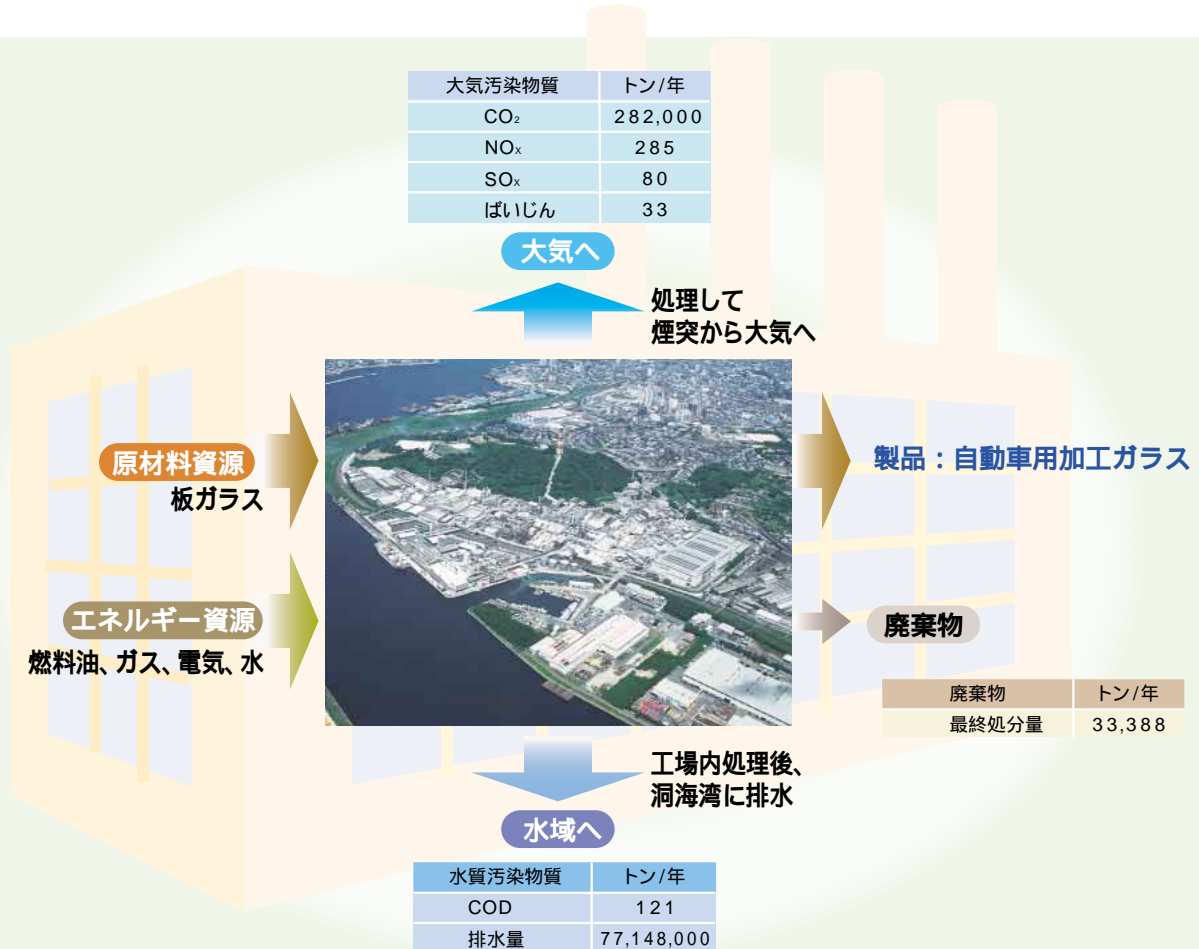 大気汚染物質 トン/年
CO₂ 282,000
NOx 285
SOx 80
ばいじん 33
大気へ
処理して
煙突から大気へ
原材料資源
板ガラス
製品：自動車用加工ガラス
エネルギー資源
燃料油、ガス、電気、水
廃棄物
廃棄物 トン/年
最終処分量 33,388
工場内処理後、
洞海湾に排水
水域へ
水質汚染物質 トン/年
COD 121
排水量 77,148,000